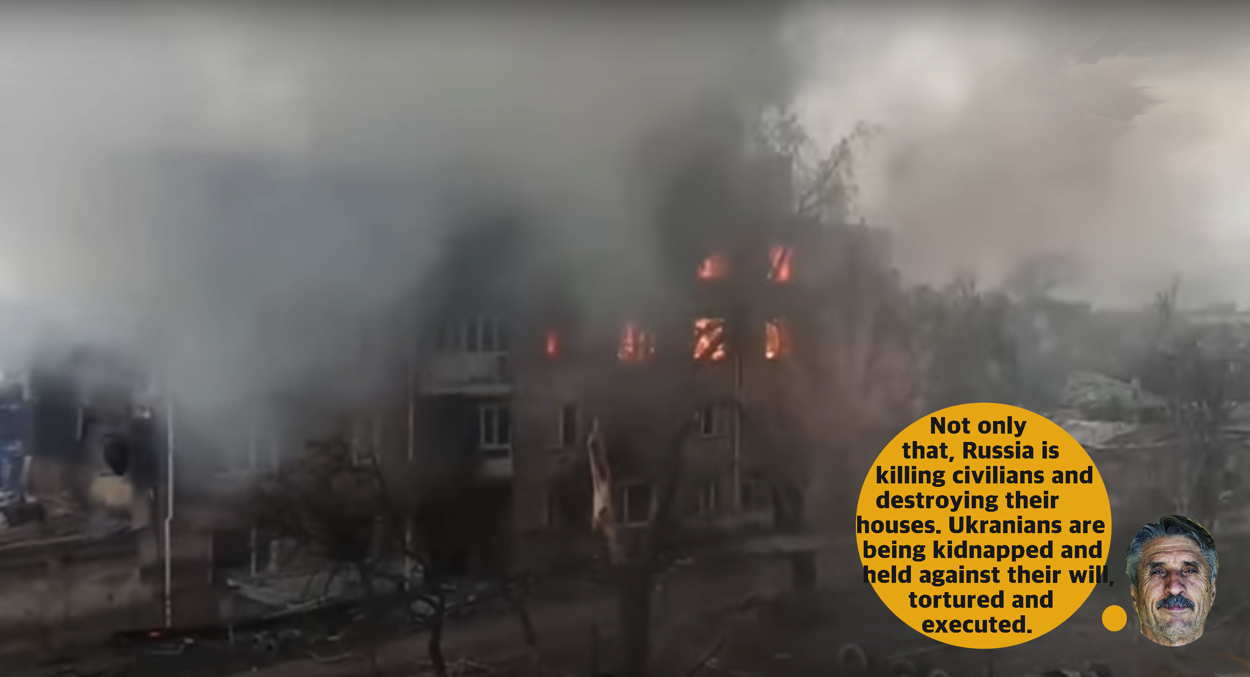 Not only
that, Russia is
killing civilians and
destroying their
houses. Ukranians are
being kidnapped and
held against their will,
tortured and
executed.